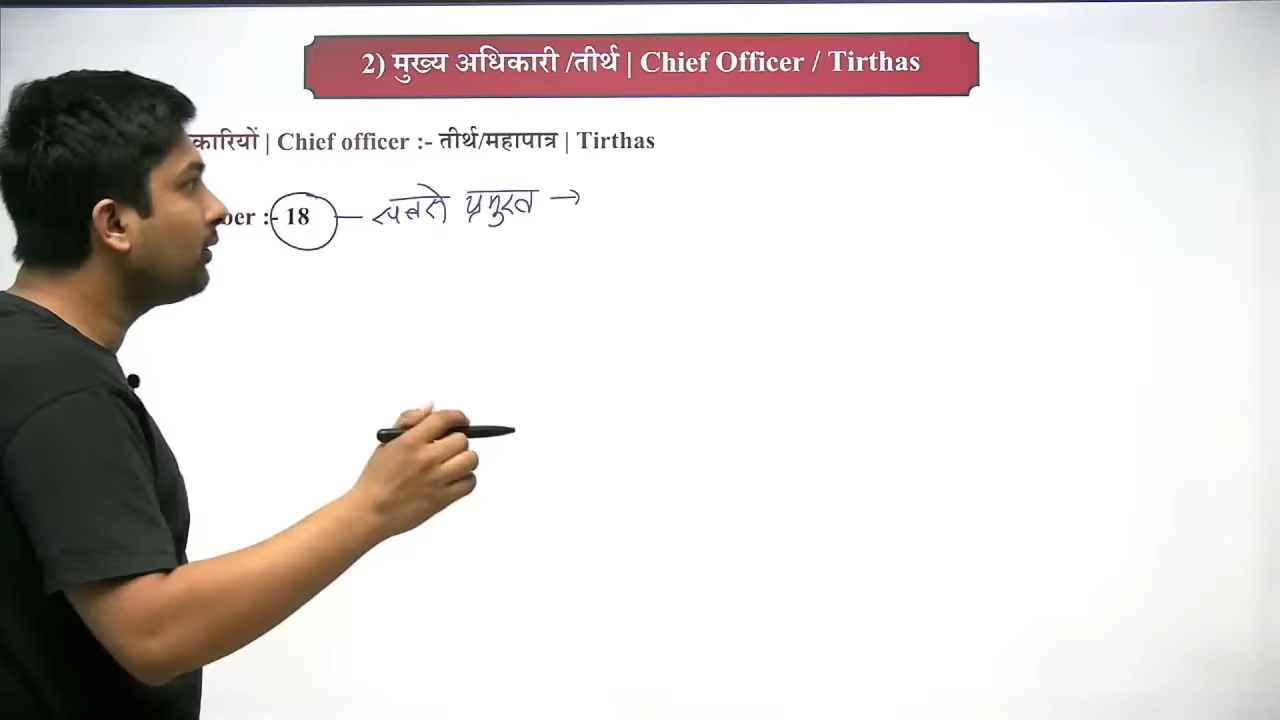 2) मुख्य अधिकारी /तीर्थ | Chief Officer / Tirthas
कारियों | Chief officer :- तीर्थ/महापात्र | Tirthas
ber :- 18 — सबसे प्रमुख →